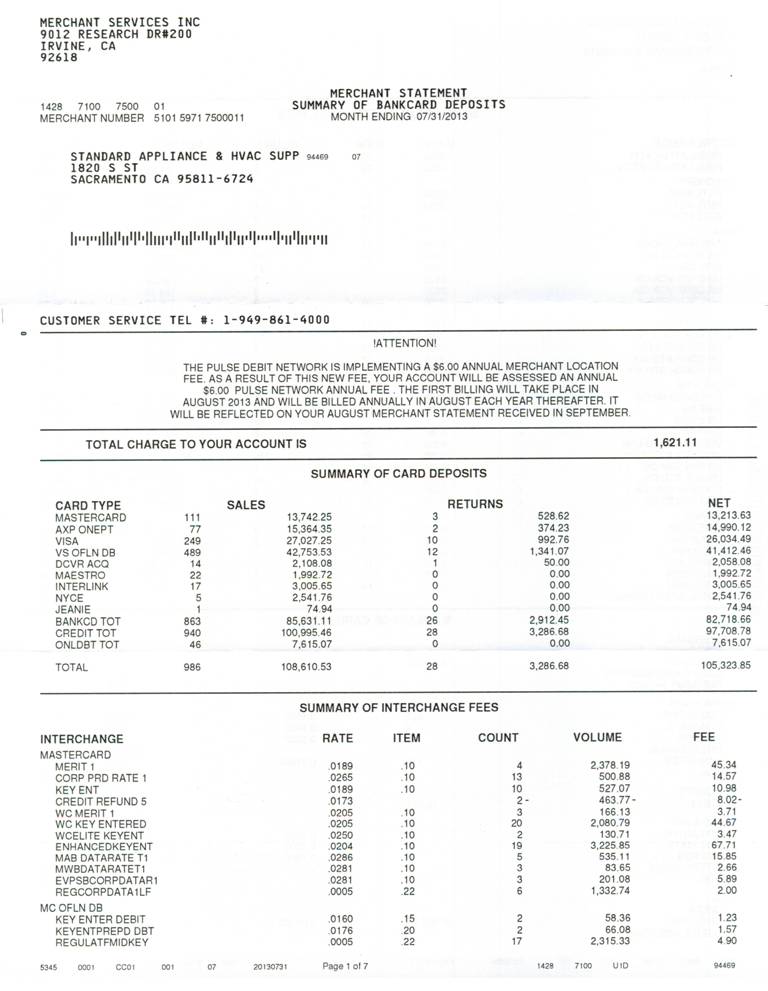 MERCHANT SERVICES INC
9012 RESEARCH DR#200
IRVINE, CA
92618
MERCHANT STATEMENT
1428 7100 7500 01 SUMMARY OF BANKCARD DEPOSITS
MERCHANT NUMBER 5101 5971 7500011 MONTH ENDING 07/31/2013
STANDARD APPLIANCE & HVAC SUPP 94469 07
1820 S ST
SACRAMENTO CA 95811-6724
CUSTOMER SERVICE TEL #: 1-949-861-4000
!ATTENTION!
THE PULSE DEBIT NETWORK IS IMPLEMENTING A $6.00 ANNUAL MERCHANT LOCATION
FEE. AS A RESULT OF THIS NEW FEE, YOUR ACCOUNT WILL BE ASSESSED AN ANNUAL
$6.00 PULSE NETWORK ANNUAL FEE . THE FIRST BILLING WILL TAKE PLACE IN
AUGUST 2013 AND WILL BE BILLED ANNUALLY IN AUGUST EACH YEAR THEREAFTER. IT
WILL BE REFLECTED ON YOUR AUGUST MERCHANT STATEMENT RECEIVED IN SEPTEMBER.
TOTAL CHARGE TO YOUR ACCOUNT IS 1,621.11
SUMMARY OF CARD DEPOSITS
CARD TYPE SALES RETURNS NET
MASTERCARD 111 13,742.25 3 528.62 13,213.63
AXP ONEPT 77 15,364.35 2 374.23 14,990.12
VISA 249 27,027.25 10 992.76 26,034.49
VS OFLN DB 489 42,753.53 12 1,341.07 41,412.46
DCVR ACQ 14 2,108.08 1 50.00 2,058.08
MAESTRO 22 1,992.72 0 0.00 1,992.72
INTERLINK 17 3,005.65 0 0.00 3,005.65
NYCE 5 2,541.76 0 0.00 2,541.76
JEANIE 1 74.94 0 0.00 74.94
BANKCD TOT 863 85,631.11 26 2,912.45 82,718.66
CREDIT TOT 940 100,995.46 28 3,286.68 97,708.78
ONLDBT TOT 46 7,615.07 0 0.00 7,615.07
TOTAL 986 108,610.53 28 3,286.68 105,323.85
SUMMARY OF INTERCHANGE FEES
INTERCHANGE RATE ITEM COUNT VOLUME FEE
MASTERCARD
MERIT 1 .0189 .10 4 2,378.19 45.34
CORP PRD RATE 1 .0265 .10 13 500.88 14.57
KEY ENT .0189 .10 10 527.07 10.98
CREDIT REFUND 5 .0173 2- 463.77- 8.02-
WC MERIT 1 .0205 .10 3 166.13 3.71
WC KEY ENTERED .0205 .10 20 2,080.79 44.67
WCELITE KEYENT .0250 .10 2 130.71 3.47
ENHANCEDKEYENT .0204 .10 19 3,225.85 67.71
MAB DATARATE T1 .0286 .10 5 535.11 15.85
MWBDATARATET1 .0281 .10 3 83.65 2.66
EVPSBCORPDATAR1 .0281 .10 3 201.08 5.89
REGCORPDATA1LF .0005 .22 6 1,332.74 2.00
MC OFLN DB
KEY ENTER DEBIT .0160 .15 2 58.36 1.23
KEYENTPREPD DBT .0176 .20 2 66.08 1.57
REGULATFMIDKEY .0005 .22 17 2,315.33 4.90
5345 0001 CC01 001 07 20130731 Page 1 of 7 1428 7100 U1D 94469